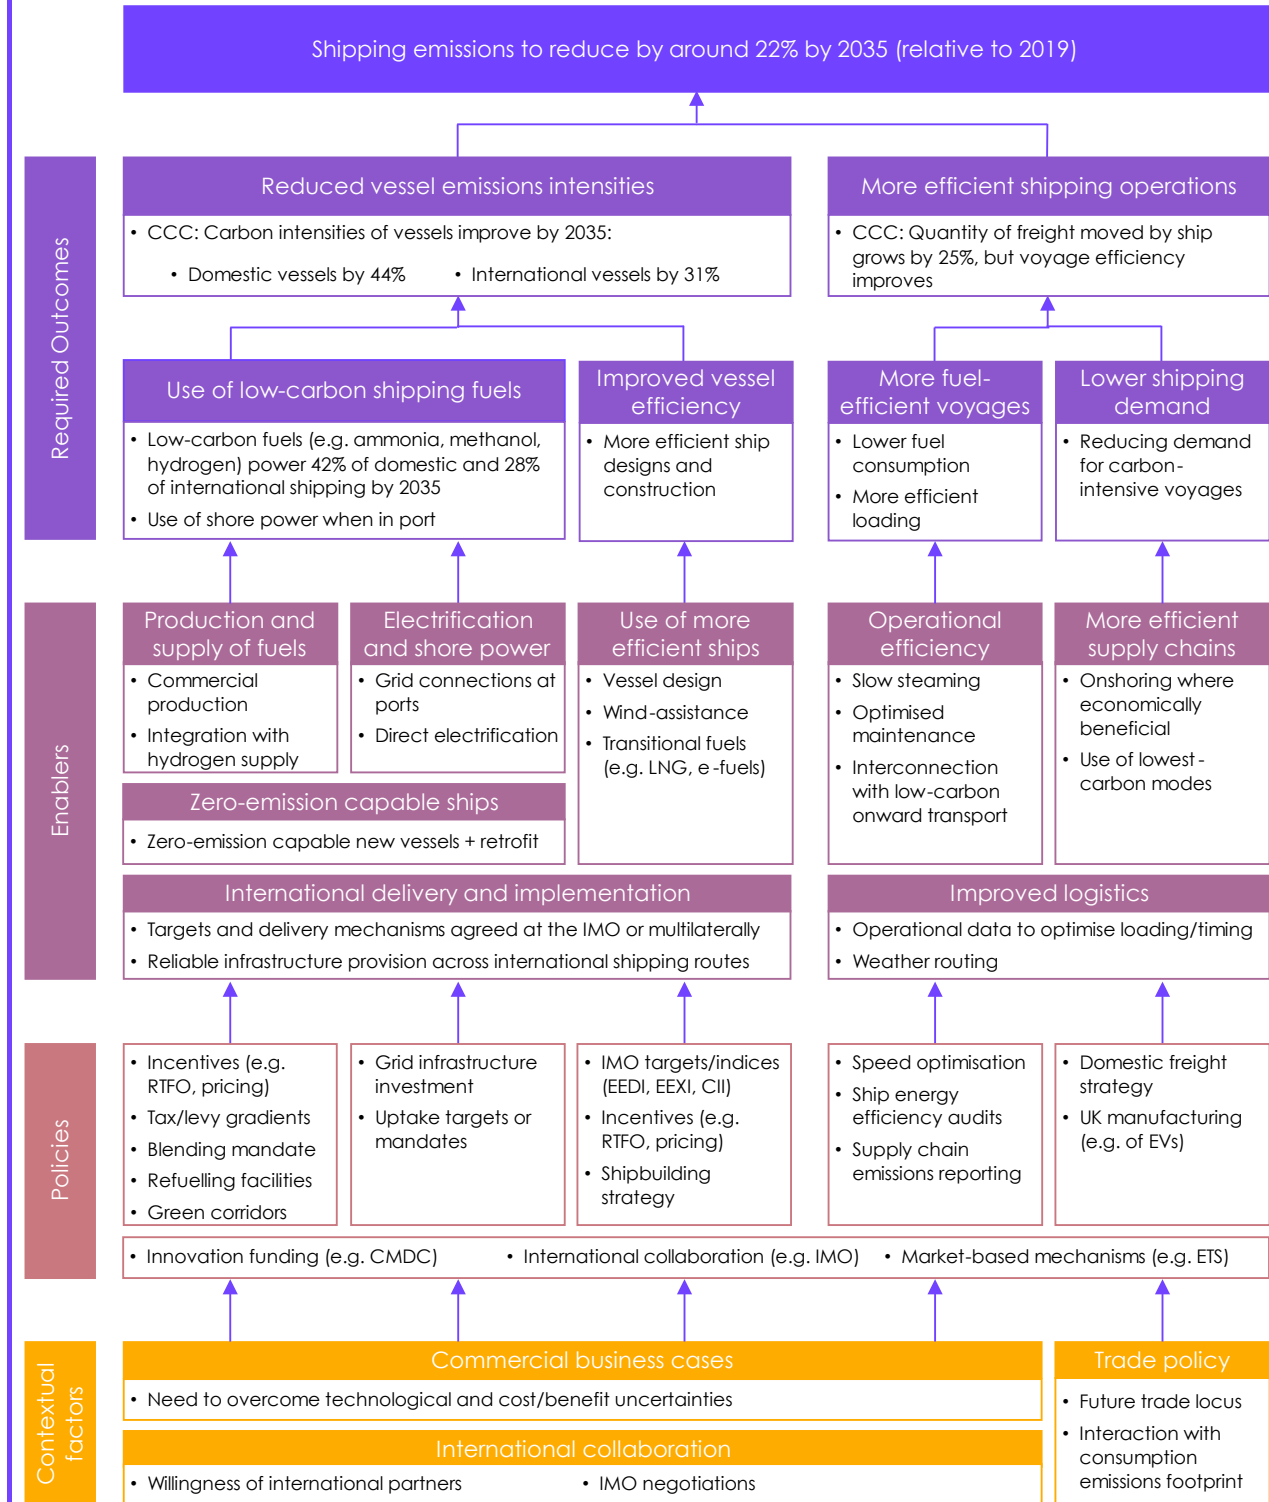 Shipping emissions to reduce by around 22% by 2035 (relative to 2019)
Required Outcomes
Reduced vessel emissions intensities
• CCC: Carbon intensities of vessels improve by 2035:
• Domestic vessels by 44%
• International vessels by 31%
More efficient shipping operations
• CCC: Quantity of freight moved by ship
grows by 25%, but voyage efficiency
improves
Use of low-carbon shipping fuels
• Low-carbon fuels (e.g. ammonia, methanol,
hydrogen) power 42% of domestic and 28%
of international shipping by 2035
• Use of shore power when in port
Improved vessel
efficiency
• More efficient ship
designs and
construction
More fuel-
efficient voyages
• Lower fuel
consumption
• More efficient
loading
Lower shipping
demand
• Reducing demand
for carbon-
intensive voyages
Enablers
Production and
supply of fuels
• Commercial
production
• Integration with
hydrogen supply
Electrification
and shore power
• Grid connections at
ports
• Direct electrification
Zero-emission capable ships
• Zero-emission capable new vessels + retrofit
Use of more
efficient ships
• Vessel design
• Wind-assistance
• Transitional fuels
(e.g. LNG, e-fuels)
Operational
efficiency
• Slow steaming
• Optimised
maintenance
• Interconnection
with low-carbon
onward transport
More efficient
supply chains
• Onshoring where
economically
beneficial
• Use of lowest-
carbon modes
International delivery and implementation
• Targets and delivery mechanisms agreed at the IMO or multilaterally
• Reliable infrastructure provision across international shipping routes
Improved logistics
• Operational data to optimise loading/timing
• Weather routing
Policies
• Incentives (e.g.
RTFO, pricing)
• Tax/levy gradients
• Blending mandate
• Refuelling facilities
• Green corridors
• Grid infrastructure
investment
• Uptake targets or
mandates
• IMO targets/indices
(EEDI, EEXI, CII)
• Incentives (e.g.
RTFO, pricing)
• Shipbuilding
strategy
• Speed optimisation
• Ship energy
efficiency audits
• Supply chain
emissions reporting
• Domestic freight
strategy
• UK manufacturing
(e.g. of EVs)
• Innovation funding (e.g. CMDC)
• International collaboration (e.g. IMO)
• Market-based mechanisms (e.g. ETS)
Contextual
factors
Commercial business cases
• Need to overcome technological and cost/benefit uncertainties
International collaboration
• Willingness of international partners
• IMO negotiations
Trade policy
• Future trade locus
• Interaction with
consumption
emissions footprint